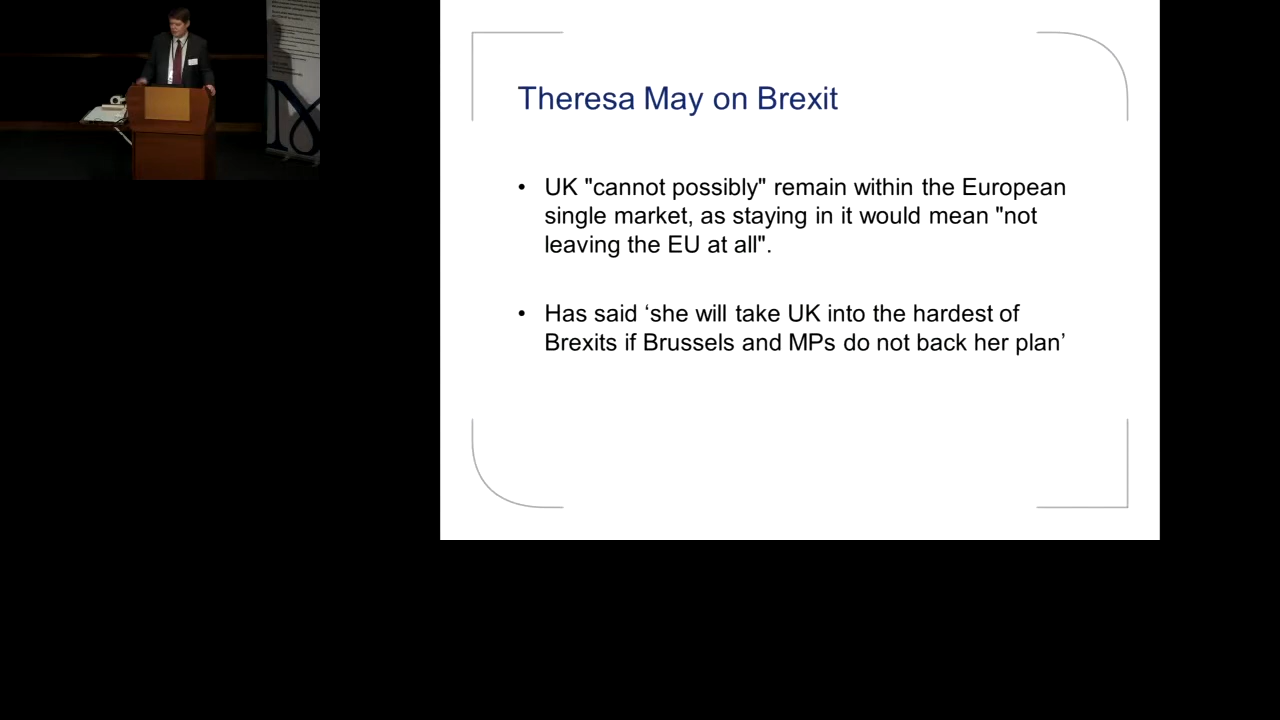 Theresa May on Brexit
• UK "cannot possibly" remain within the European
single market, as staying in it would mean "not
leaving the EU at all".
• Has said ‘she will take UK into the hardest of
Brexits if Brussels and MPs do not back her plan’